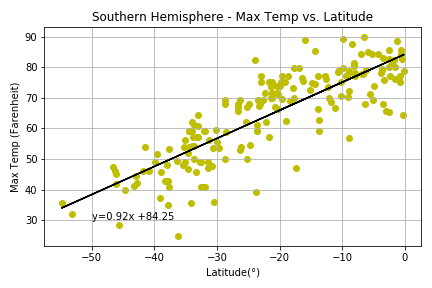 Southern Hemisphere - Max Temp vs. Latitude
Max Temp (Farenheit)
90
80
70
60
50
40
30
y=0.92x +84.25
−50 −40 −30 −20 −10 0
Latitude(°)